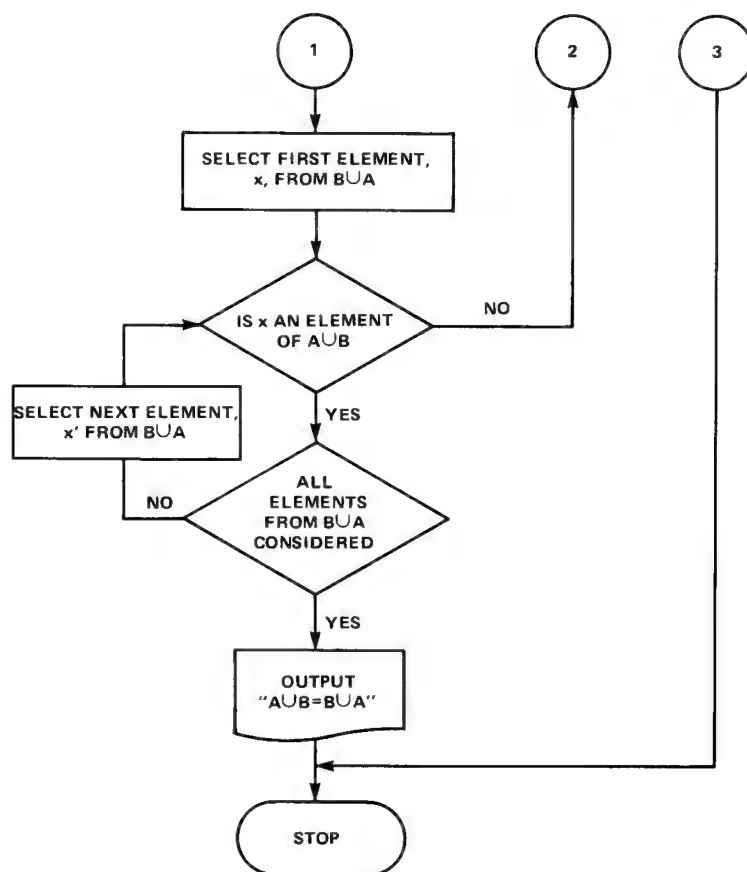 1
2
3
SELECT FIRST ELEMENT,
x, FROM B∪A
IS x AN ELEMENT
OF A∪B
NO
YES
SELECT NEXT ELEMENT,
x' FROM B∪A
NO
ALL
ELEMENTS
FROM B∪A
CONSIDERED
YES
OUTPUT
"A∪B=B∪A"
STOP